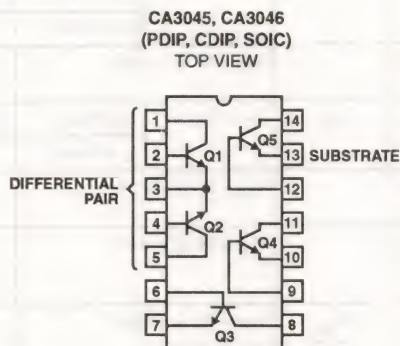 CA3045, CA3046
(PDIP, CDIP, SOIC)
TOP VIEW
1
14
Q5
2
Q1
13
SUBSTRATE
3
12
DIFFERENTIAL
PAIR
4
Q2
11
Q4
5
10
6
9
7
8
Q3